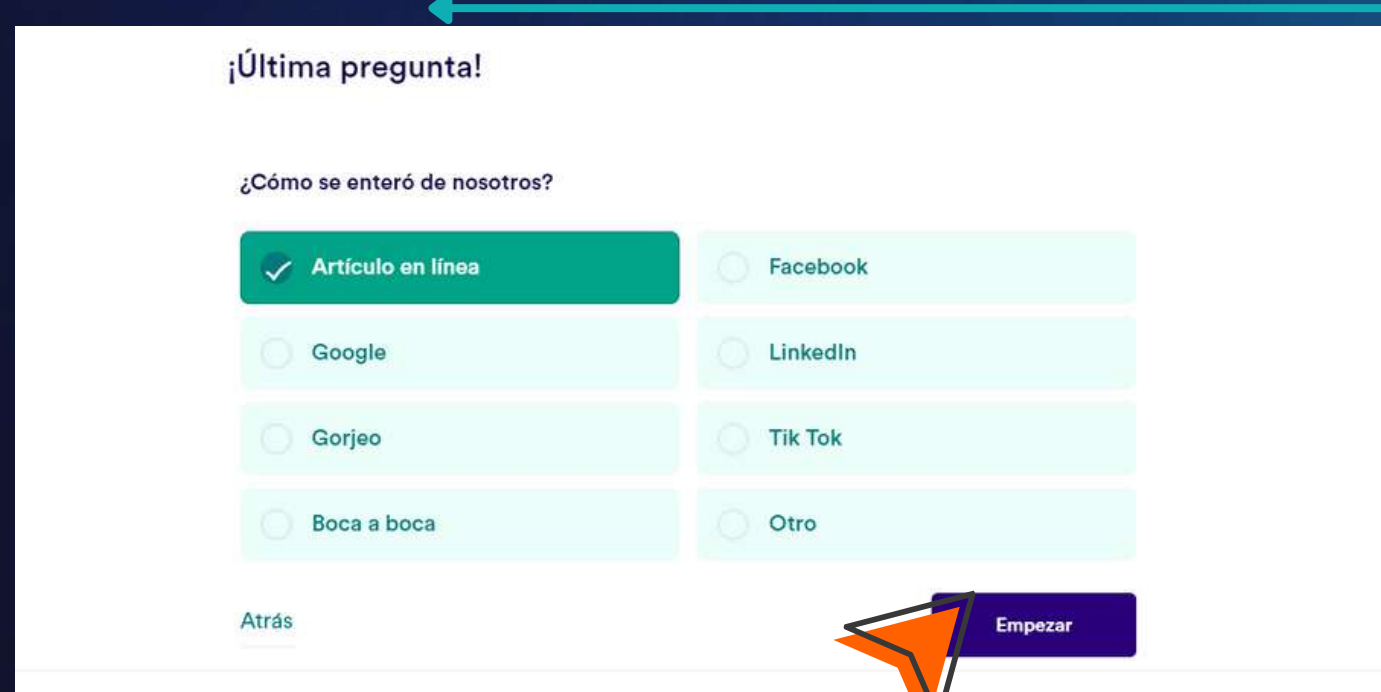 ¡Última pregunta!
¿Cómo se enteró de nosotros?
Artículo en línea
Facebook
Google
LinkedIn
Gorjeo
Tik Tok
Boca a boca
Otro
Atrás
Empezar